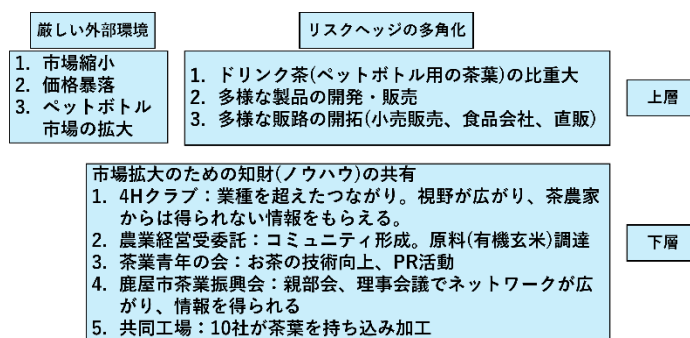 厳しい外部環境
リスクヘッジの多角化
1. 市場縮小
2. 価格暴落
3. ペットボトル
市場の拡大
1. ドリンク茶(ペットボトル用の茶葉)の比重大
2. 多様な製品の開発・販売
3. 多様な販路の開拓(小売販売、食品会社、直販)
上層
市場拡大のための知財(ノウハウ)の共有
1. 4Hクラブ：業種を超えたつながり。視野が広がり、茶農家
からは得られない情報をもらえる。
2. 農業経営受委託：コミュニティ形成。原料(有機玄米)調達
3. 茶業青年の会：お茶の技術向上、PR活動
4. 鹿屋市茶業振興会：親部会、理事会議でネットワークが広
がり、情報を得られる
5. 共同工場：10社が茶葉を持ち込み加工
下層